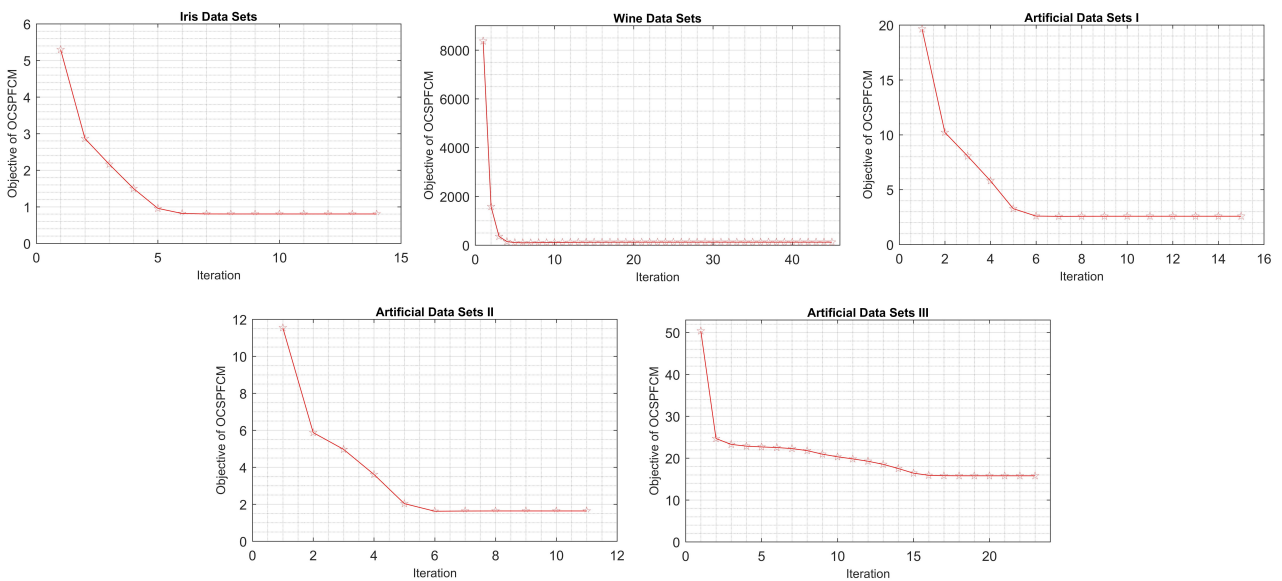 Iris Data Sets
6
5
4
3
2
1
0
Objective of OCSPFCM
0 5 10 15
Iteration
Wine Data Sets
8000
6000
4000
2000
0
Objective of OCSPFCM
0 10 20 30 40
Iteration
Artificial Data Sets I
20
15
10
5
0
Objective of OCSPFCM
0 2 4 6 8 10 12 14 16
Iteration
Artificial Data Sets II
12
10
8
6
4
2
0
Objective of OCSPFCM
0 2 4 6 8 10 12
Iteration
Artificial Data Sets III
50
40
30
20
10
0
Objective of OCSPFCM
0 5 10 15 20
Iteration